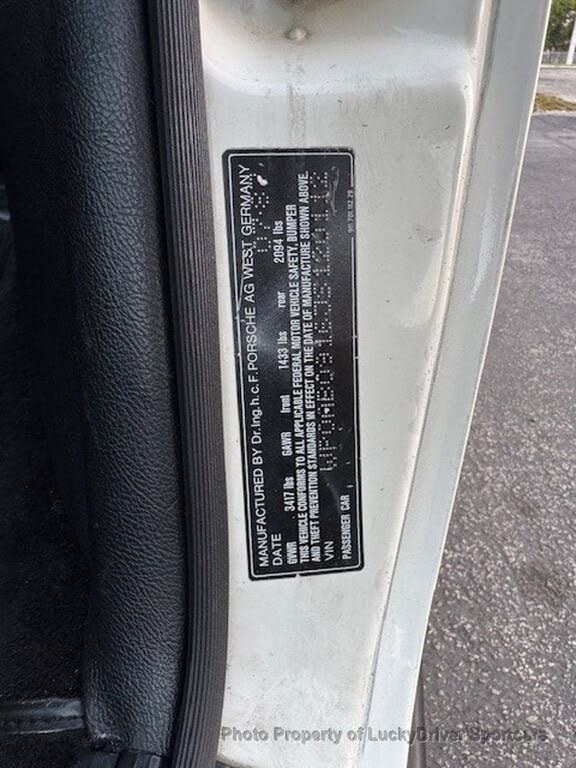 MANUFACTURED BY Dr.Ing.h.c.F.PORSCHE AG WEST GERMANY
DATE
GVWR 3417 lbs GAWR front 1433 lbs rear 2094 lbs
THIS VEHICLE CONFORMS TO ALL APPLICABLE FEDERAL MOTOR VEHICLE SAFETY, BUMPER
AND THEFT PREVENTION STANDARDS IN EFFECT ON THE DATE OF MANUFACTURE SHOWN ABOVE.
VIN
PASSENGER CAR
Photo Property of LuckyDriver Sportcars